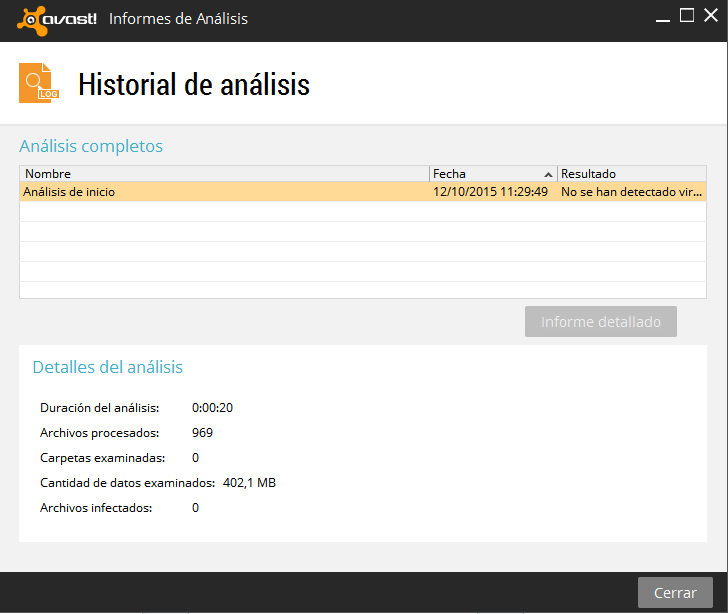 avast! Informes de Análisis
Historial de análisis
LOG
Análisis completos
Nombre Fecha Resultado
Análisis de inicio 12/10/2015 11:29:49 No se han detectado vir...
Informe detallado
Detalles del análisis
Duración del análisis: 0:00:20
Archivos procesados: 969
Carpetas examinadas: 0
Cantidad de datos examinados: 402,1 MB
Archivos infectados: 0
Cerrar